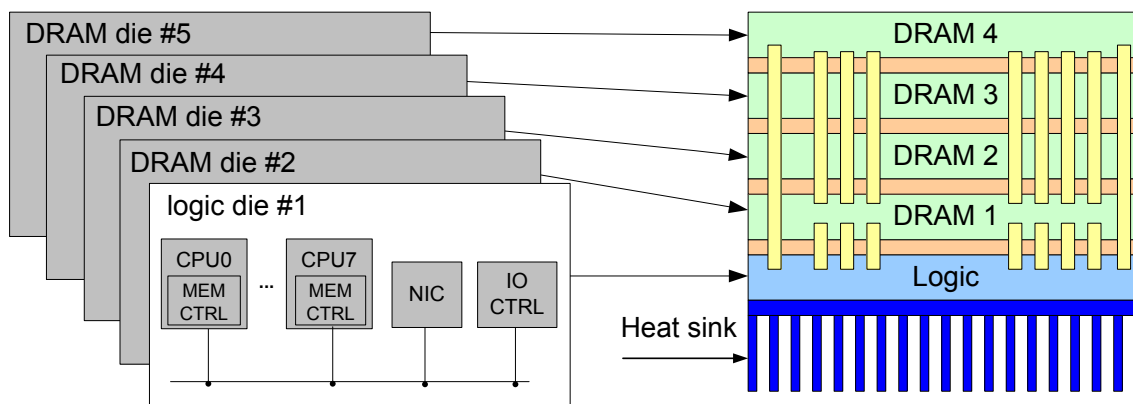 DRAM die #5
DRAM die #4
DRAM die #3
DRAM die #2
logic die #1
CPU0
MEM
CTRL
...
CPU7
MEM
CTRL
NIC
IO
CTRL
DRAM 4
DRAM 3
DRAM 2
DRAM 1
Logic
Heat sink